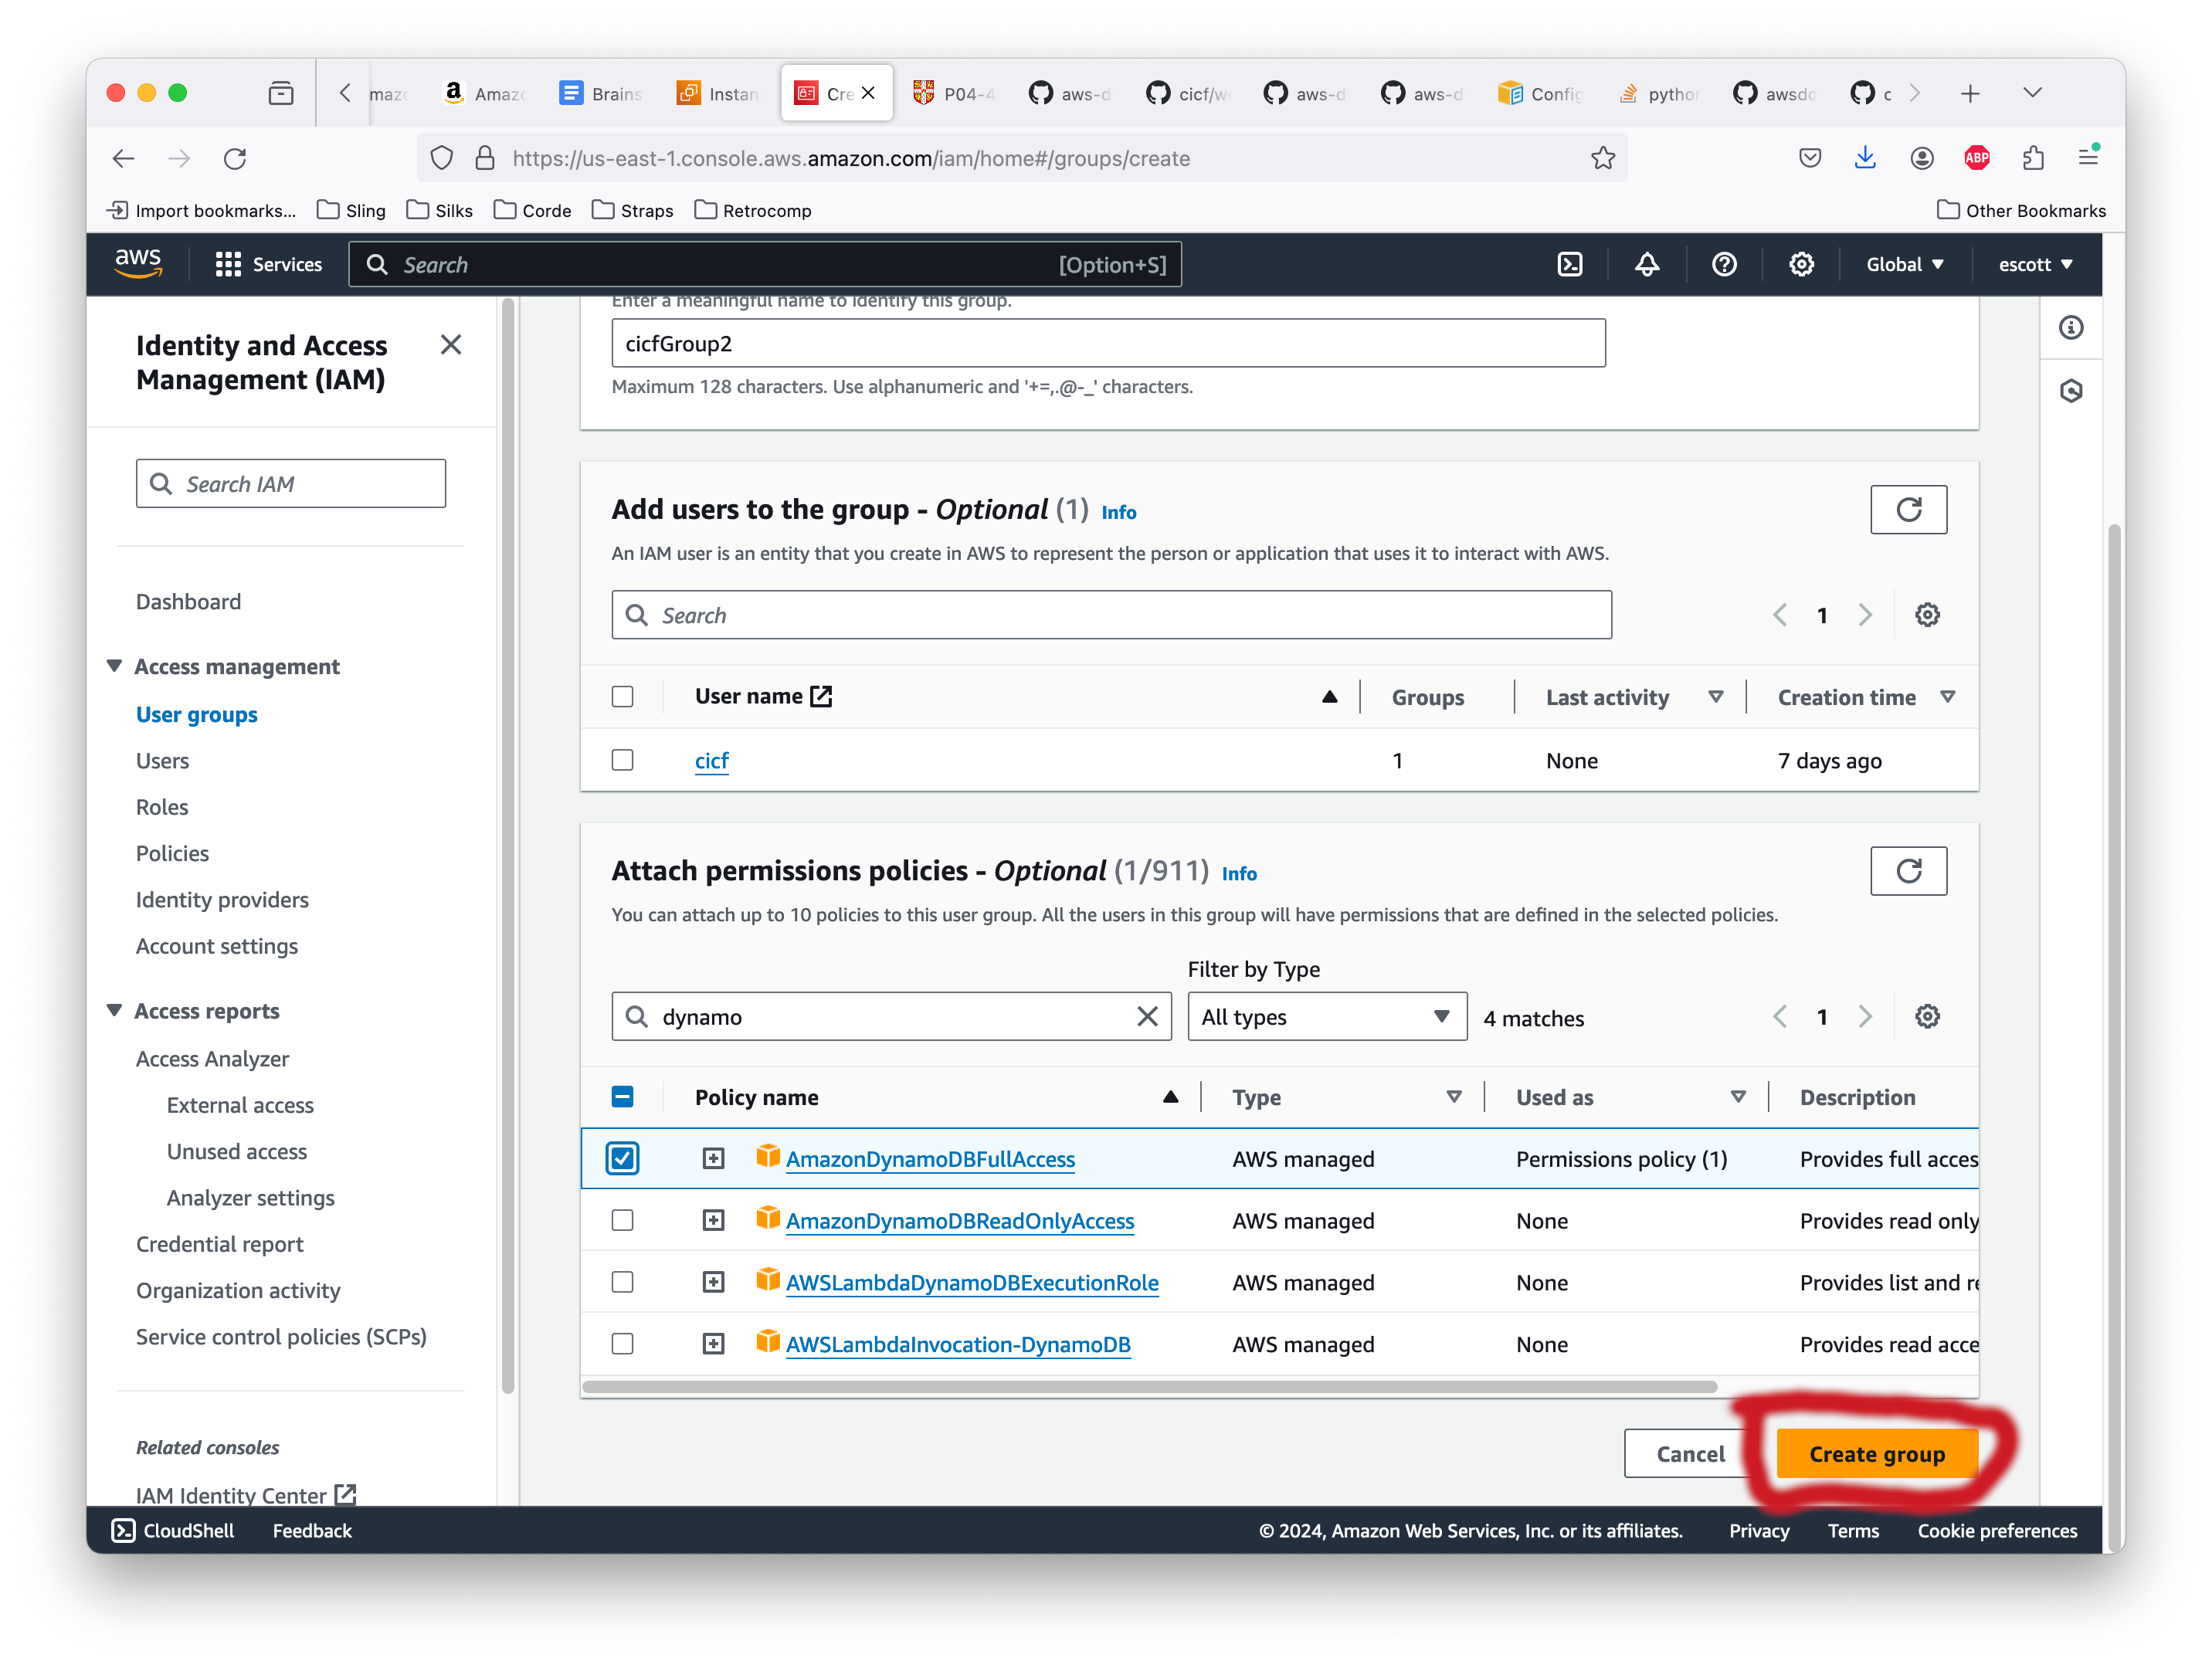 Amazo
Brains
Instan
Cre
P04-4
aws-d
cicf/w
aws-d
aws-d
Config
python
awsdo
c
https://us-east-1.console.aws.amazon.com/iam/home#/groups/create
ABP
Import bookmarks...
Sling
Silks
Corde
Straps
Retrocomp
Other Bookmarks
aws
Services
Search
[Option+S]
Global
escott
Identity and Access
Management (IAM)
Search IAM
Dashboard
Access management
User groups
Users
Roles
Policies
Identity providers
Account settings
Access reports
Access Analyzer
External access
Unused access
Analyzer settings
Credential report
Organization activity
Service control policies (SCPs)
Related consoles
IAM Identity Center
Enter a meaningful name to identify this group.
cicfGroup2
Maximum 128 characters. Use alphanumeric and '+=,.@-_' characters.
Add users to the group - Optional (1) Info
An IAM user is an entity that you create in AWS to represent the person or application that uses it to interact with AWS.
Search
1
User name
Groups
Last activity
Creation time
cicf
1
None
7 days ago
Attach permissions policies - Optional (1/911) Info
You can attach up to 10 policies to this user group. All the users in this group will have permissions that are defined in the selected policies.
Filter by Type
dynamo
All types
4 matches
1
Policy name
Type
Used as
Description
AmazonDynamoDBFullAccess
AWS managed
Permissions policy (1)
Provides full acces
AmazonDynamoDBReadOnlyAccess
AWS managed
None
Provides read only
AWSLambdaDynamoDBExecutionRole
AWS managed
None
Provides list and re
AWSLambdaInvocation-DynamoDB
AWS managed
None
Provides read acce
Cancel
Create group
CloudShell
Feedback
© 2024, Amazon Web Services, Inc. or its affiliates.
Privacy
Terms
Cookie preferences